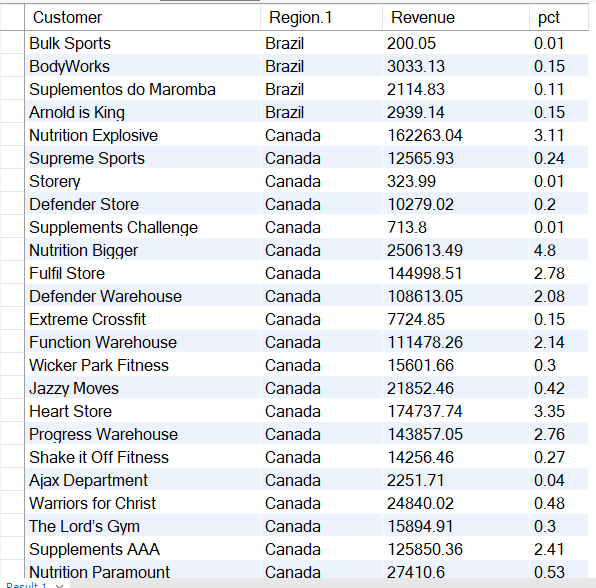 Customer Region.1 Revenue pct
Bulk Sports Brazil 200.05 0.01
BodyWorks Brazil 3033.13 0.15
Suplementos do Maromba Brazil 2114.83 0.11
Arnold is King Brazil 2939.14 0.15
Nutrition Explosive Canada 162263.04 3.11
Supreme Sports Canada 12565.93 0.24
Storery Canada 323.99 0.01
Defender Store Canada 10279.02 0.2
Supplements Challenge Canada 713.8 0.01
Nutrition Bigger Canada 250613.49 4.8
Fulfil Store Canada 144998.51 2.78
Defender Warehouse Canada 108613.05 2.08
Extreme Crossfit Canada 7724.85 0.15
Function Warehouse Canada 111478.26 2.14
Wicker Park Fitness Canada 15601.66 0.3
Jazzy Moves Canada 21852.46 0.42
Heart Store Canada 174737.74 3.35
Progress Warehouse Canada 143857.05 2.76
Shake it Off Fitness Canada 14256.46 0.27
Ajax Department Canada 2251.71 0.04
Warriors for Christ Canada 24840.02 0.48
The Lord's Gym Canada 15894.91 0.3
Supplements AAA Canada 125850.36 2.41
Nutrition Paramount Canada 27410.6 0.53
Result 1